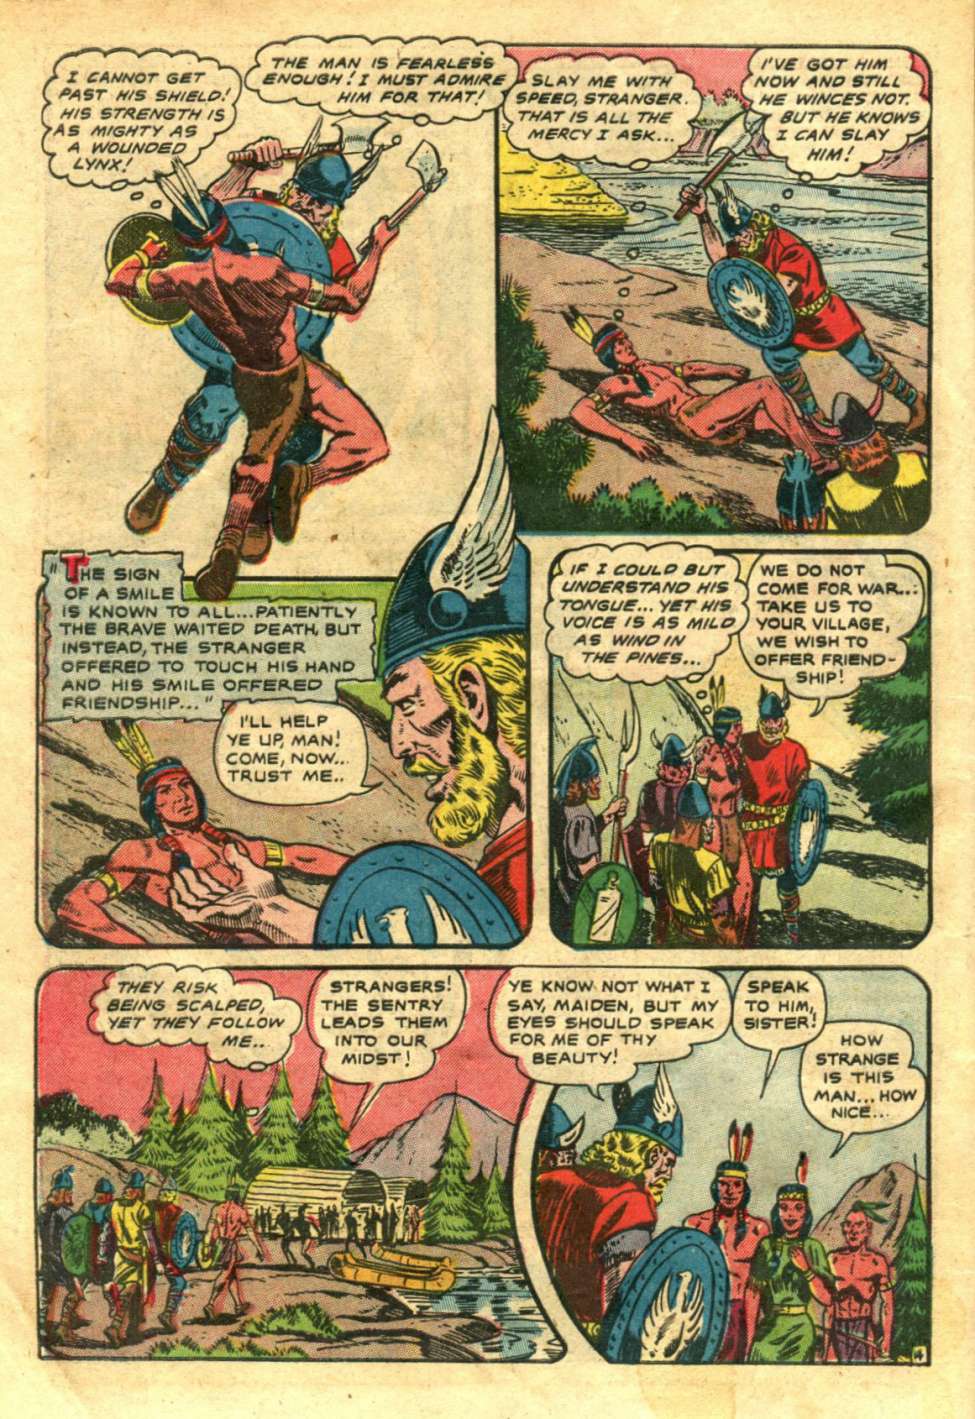 I CANNOT GET
PAST HIS SHIELD!
HIS STRENGTH IS
AS MIGHTY AS
A WOUNDED
LYNX!
THE MAN IS FEARLESS
ENOUGH! I MUST ADMIRE
HIM FOR THAT!
SLAY ME WITH
SPEED, STRANGER.
THAT IS ALL THE
MERCY I ASK...
I'VE GOT HIM
NOW AND STILL
HE WINCES NOT.
BUT HE KNOWS
I CAN SLAY
HIM!
"THE SIGN
OF A SMILE
IS KNOWN TO ALL...PATIENTLY
THE BRAVE WAITED DEATH, BUT
INSTEAD, THE STRANGER
OFFERED TO TOUCH HIS HAND
AND HIS SMILE OFFERED
FRIENDSHIP..."
I'LL HELP
YE UP, MAN!
COME, NOW...
TRUST ME..
IF I COULD BUT
UNDERSTAND HIS
TONGUE... YET HIS
VOICE IS AS MILD
AS WIND IN
THE PINES...
WE DO NOT
COME FOR WAR...
TAKE US TO
YOUR VILLAGE,
WE WISH TO
OFFER FRIEND-
SHIP!
THEY RISK
BEING SCALPED,
YET THEY FOLLOW
ME..
STRANGERS!
THE SENTRY
LEADS THEM
INTO OUR
MIDST!
YE KNOW NOT WHAT I
SAY, MAIDEN, BUT MY
EYES SHOULD SPEAK
FOR ME OF THY
BEAUTY!
SPEAK
TO HIM,
SISTER!
HOW
STRANGE
IS THIS
MAN...HOW
NICE...
4